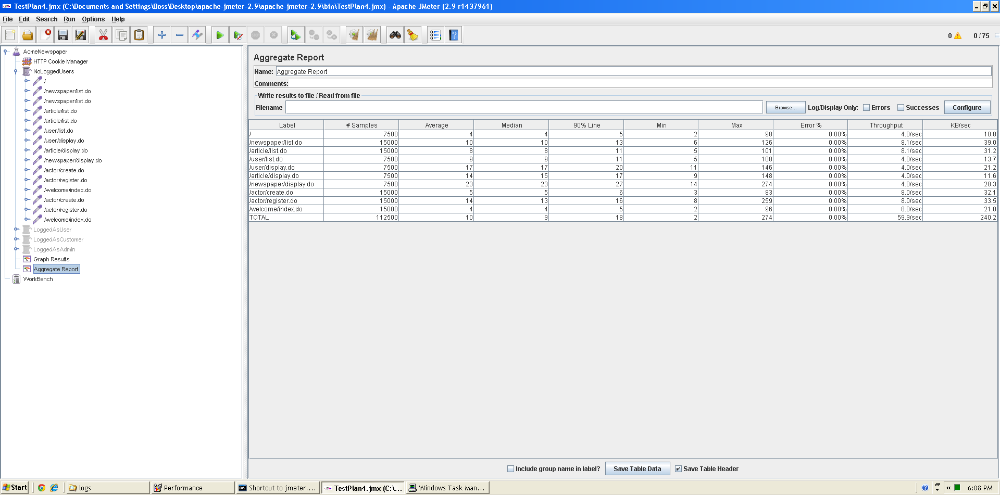 TestPlan4.jmx (C:\Documents and Settings\Boss\Desktop\apache-jmeter-2.9\apache-jmeter-2.9\bin\TestPlan4.jmx) - Apache JMeter (2.9 r1437961)
File Edit Search Run Options Help
0 0 / 75
AcmeNewspaper
HTTP Cookie Manager
NoLoggedUsers
/
/newspaper/list.do
/newspaper/list.do
/article/list.do
/article/list.do
/user/list.do
/user/display.do
/article/display.do
/newspaper/display.do
/actor/create.do
/actor/register.do
/welcome/index.do
/actor/create.do
/actor/register.do
/welcome/index.do
LoggedAsUser
LoggedAsCustomer
LoggedAsAdmin
Graph Results
Aggregate Report
WorkBench
Aggregate Report
Name: Aggregate Report
Comments:
Write results to file / Read from file
Filename Browse... Log/Display Only: Errors Successes Configure
Label # Samples Average Median 90% Line Min Max Error % Throughput KB/sec
/ 7500 4 4 5 2 98 0.00% 4.0/sec 10.8
/newspaper/list.do 15000 10 10 13 6 126 0.00% 8.1/sec 39.0
/article/list.do 15000 8 8 11 5 101 0.00% 8.1/sec 31.2
/user/list.do 7500 9 9 11 5 108 0.00% 4.0/sec 13.7
/user/display.do 7500 17 17 20 11 146 0.00% 4.0/sec 21.2
/article/display.do 7500 14 15 17 9 148 0.00% 4.0/sec 11.6
/newspaper/display.do 7500 23 23 27 14 274 0.00% 4.0/sec 28.3
/actor/create.do 15000 5 5 6 3 83 0.00% 8.0/sec 32.1
/actor/register.do 15000 14 13 16 8 259 0.00% 8.0/sec 33.5
/welcome/index.do 15000 4 4 5 2 96 0.00% 8.0/sec 21.0
TOTAL 112500 10 9 18 2 274 0.00% 59.9/sec 240.2
Include group name in label? Save Table Data Save Table Header
Start logs Performance Shortcut to jmeter.... TestPlan4.jmx (C:\... Windows Task Man... « 6:08 PM